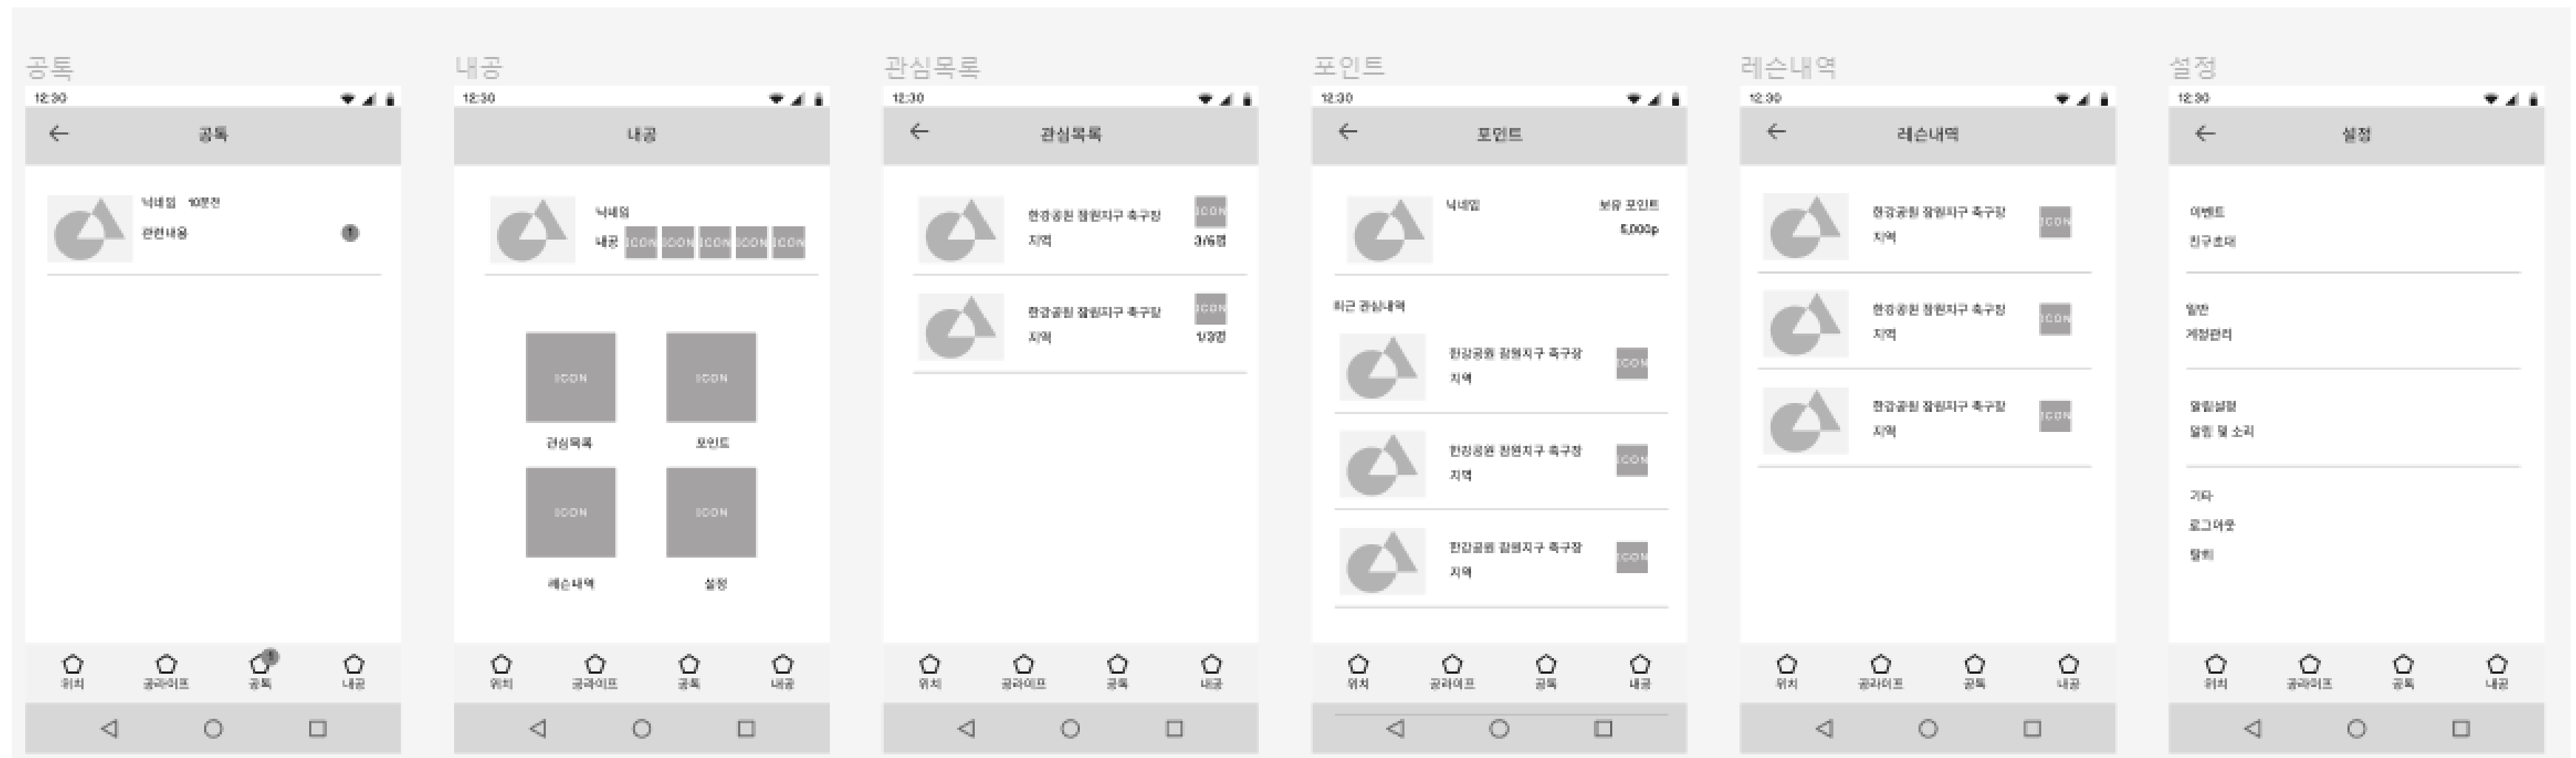 공톡
12:30
공톡
닉네임 10분전
관련내용
1
위치 공라이프 공톡 내공
내공
12:30
내공
닉네임
내공 ICON ICON ICON ICON ICON
ICON ICON
관심목록 포인트
ICON ICON
레슨내역 설정
위치 공라이프 공톡 내공
관심목록
12:30
관심목록
한강공원 잠원지구 축구장
지역
ICON
3/6명
한강공원 잠원지구 축구장
지역
ICON
1/3명
위치 공라이프 공톡 내공
포인트
12:30
포인트
닉네임
보유 포인트
5,000p
최근 관심내역
한강공원 잠원지구 축구장
지역
ICON
한강공원 잠원지구 축구장
지역
ICON
한강공원 잠원지구 축구장
지역
ICON
위치 공라이프 공톡 내공
레슨내역
12:30
레슨내역
한강공원 잠원지구 축구장
지역
ICON
한강공원 잠원지구 축구장
지역
ICON
한강공원 잠원지구 축구장
지역
ICON
위치 공라이프 공톡 내공
설정
12:30
설정
이벤트
친구초대
일반
계정관리
알림설정
알림 및 소리
기타
로그아웃
탈퇴
위치 공라이프 공톡 내공